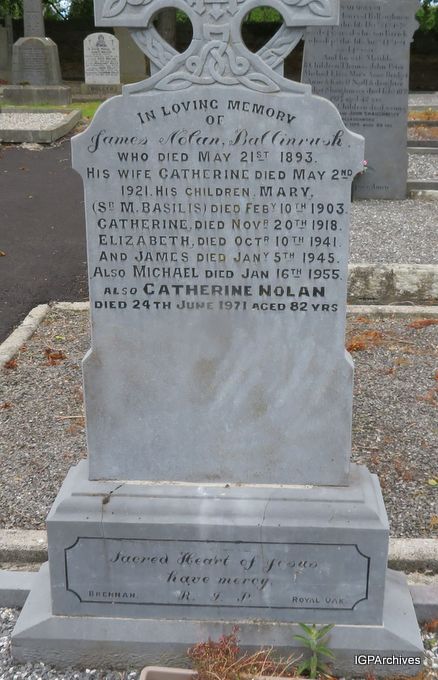 IN LOVING MEMORY
OF
James Nolan, Ballinrush
WHO DIED MAY 21ST 1893.
HIS WIFE CATHERINE DIED MAY 2ND
1921. HIS CHILDREN, MARY,
(SR M. BASILIS) DIED FEBY 10TH 1903.
CATHERINE, DIED NOVR 20TH 1918.
ELIZABETH, DIED OCTR 10TH 1941.
AND JAMES DIED JANY 5TH 1945.
ALSO MICHAEL DIED JAN 16TH 1955.
ALSO CATHERINE NOLAN
DIED 24TH JUNE 1971 AGED 82 YRS
Sacred Heart of Jesus
have mercy.
BRENNAN. R. I. P ROYAL OAK.
IGPArchives